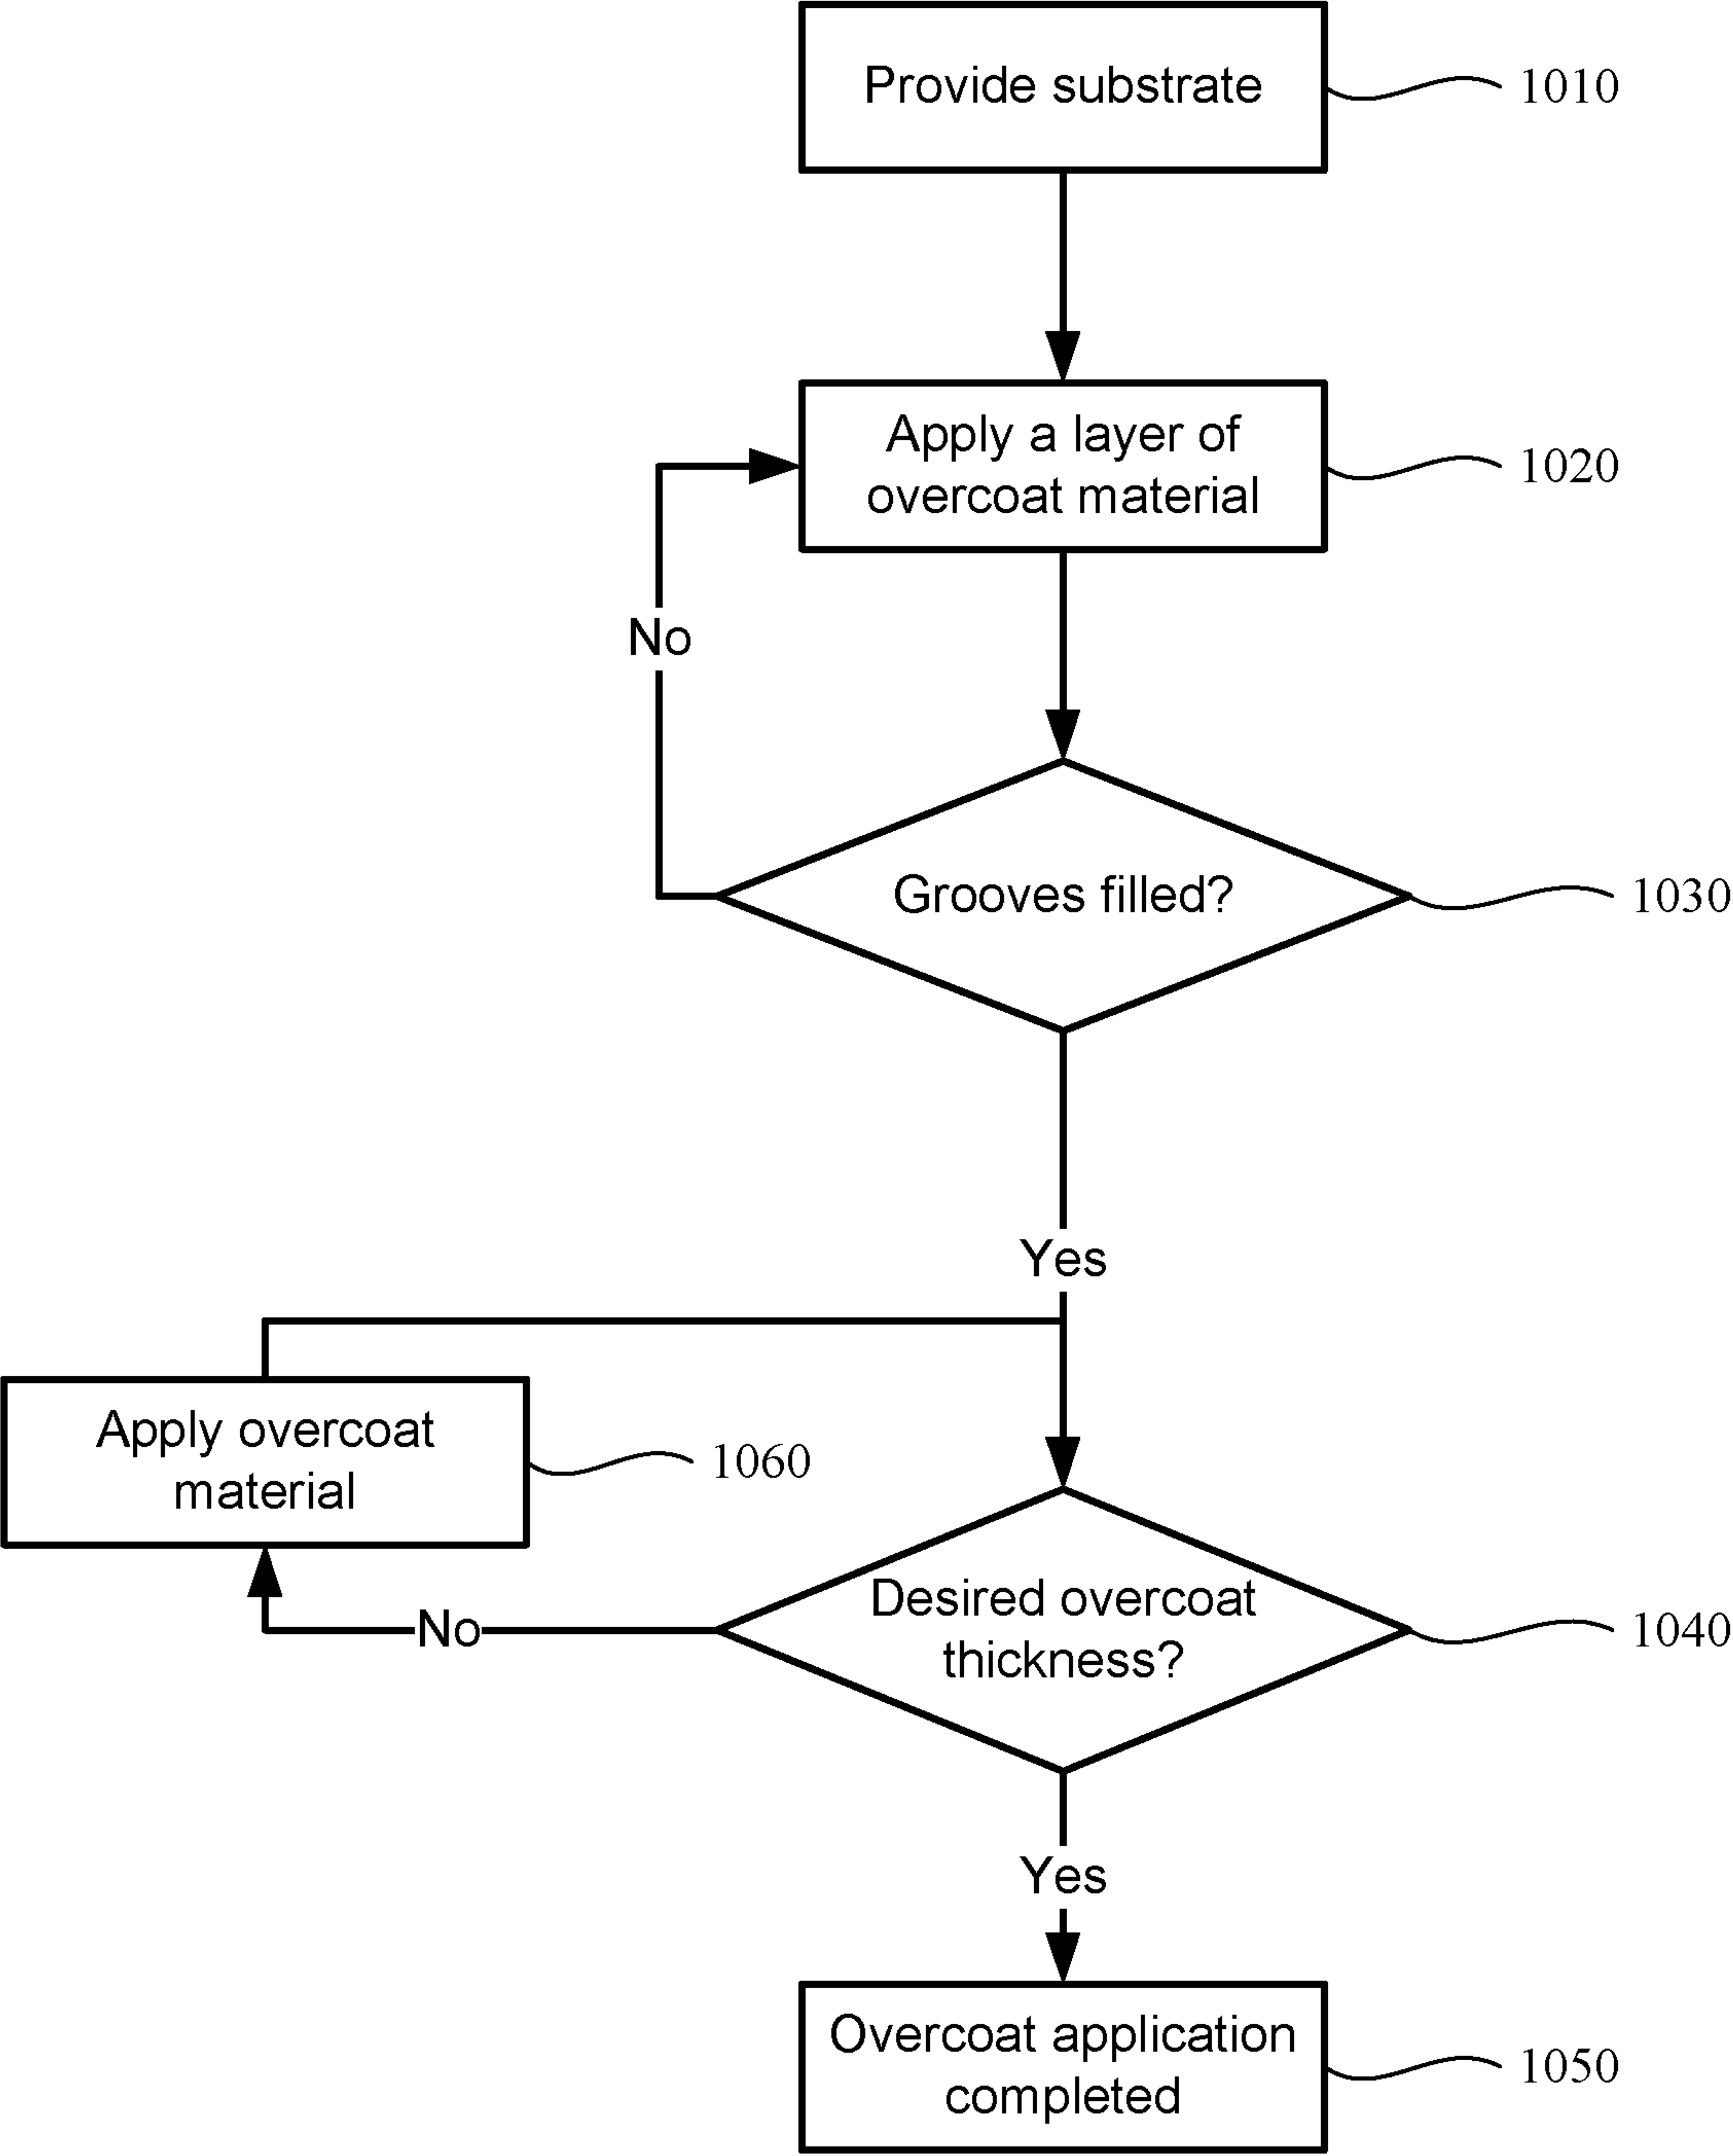 Provide substrate
1010
Apply a layer of
overcoat material
1020
No
Grooves filled?
1030
Yes
Apply overcoat
material
1060
Desired overcoat
thickness?
1040
No
Yes
Overcoat application
completed
1050